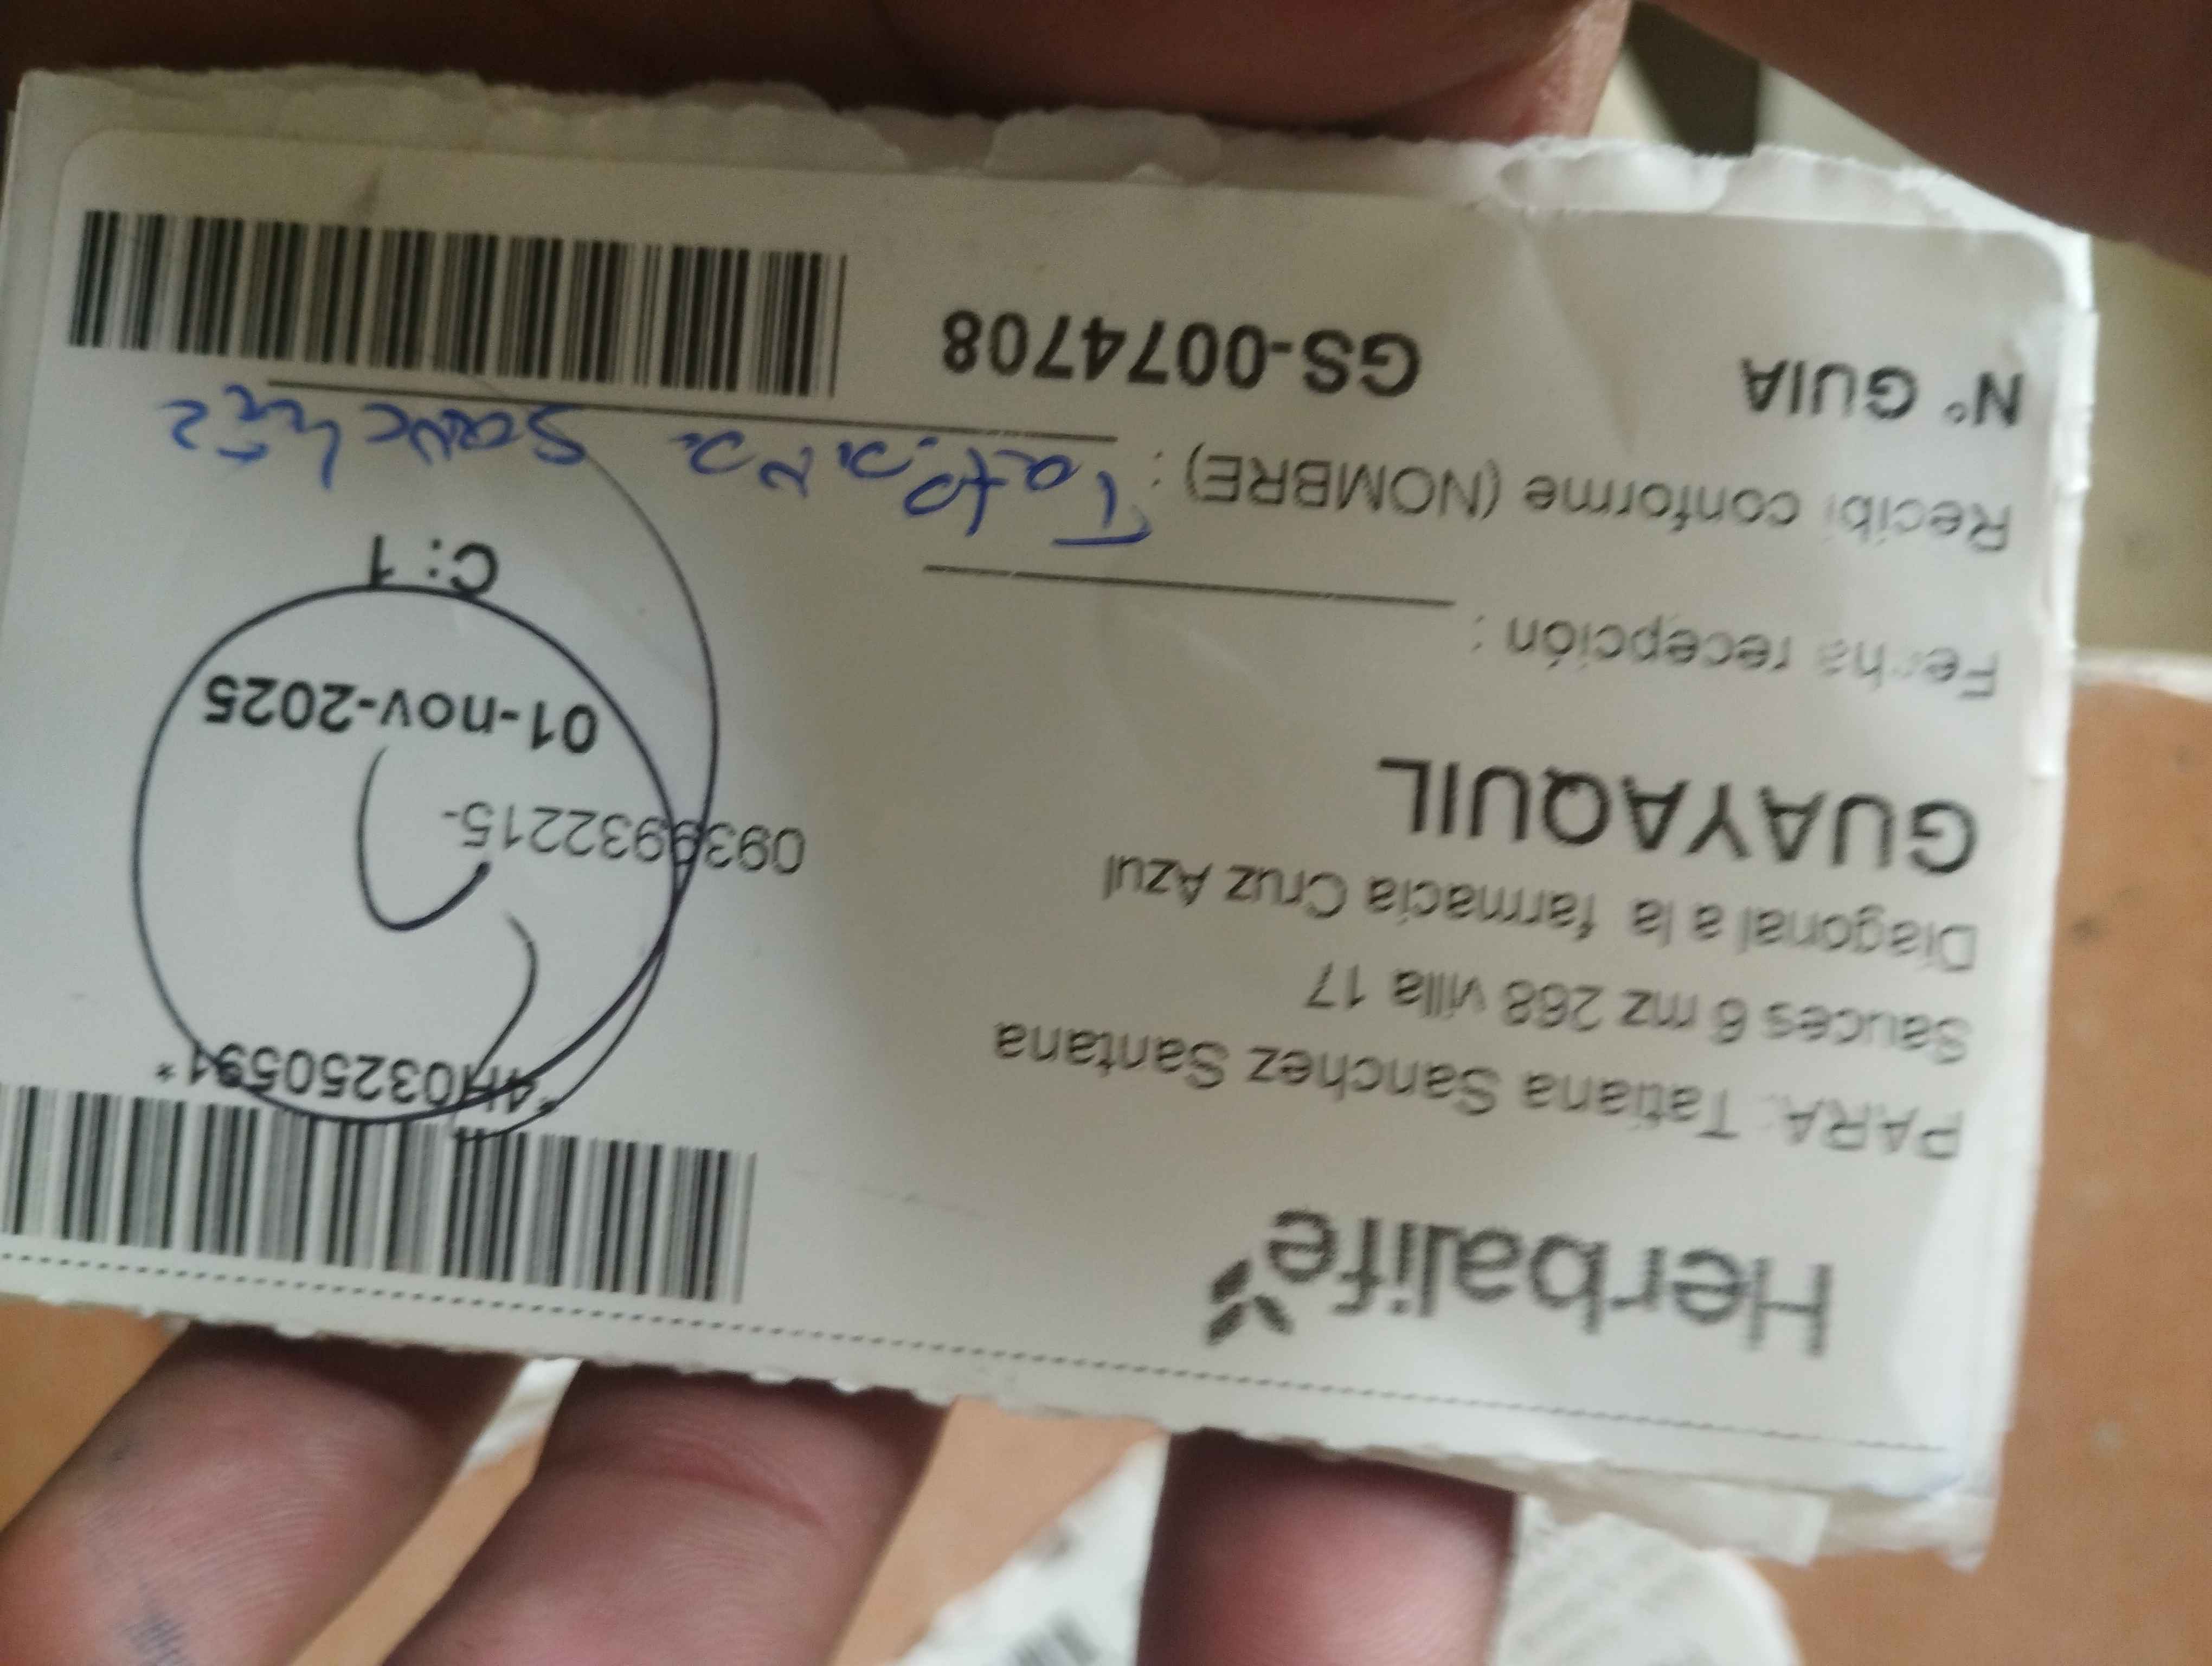 Herbalife
*4H03250591*
PARA: Tatiana Sanchez Santana
Sauces 6 mz 268 villa 17
Diagonal a la farmacia Cruz Azul
0939932215-
GUAYAQUIL
01-nov-2025
Fecha recepción :
C: 1
Recibi conforme (NOMBRE) : Tatiana Sanchez
N° GUIA GS-0074708